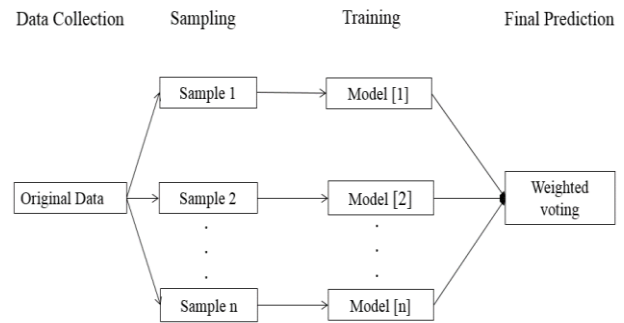 Data Collection
Sampling
Training
Final Prediction
Sample 1
Model [1]
Original Data
Sample 2
Model [2]
Weighted
voting
Sample n
Model [n]